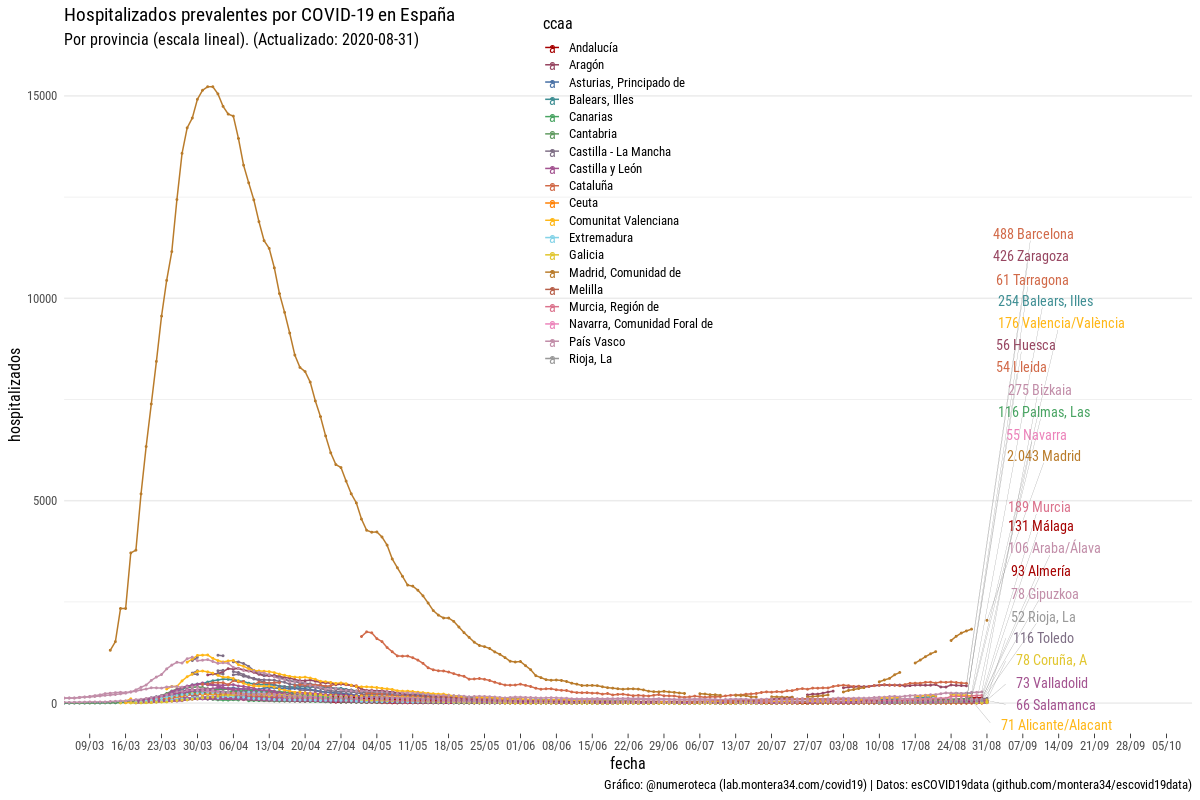 Hospitalizados prevalentes por COVID-19 en España
Por provincia (escala lineal). (Actualizado: 2020-08-31)
ccaa
Andalucía
Aragón
Asturias, Principado de
Balears, Illes
Canarias
Cantabria
Castilla - La Mancha
Castilla y León
Cataluña
Ceuta
Comunitat Valenciana
Extremadura
Galicia
Madrid, Comunidad de
Melilla
Murcia, Región de
Navarra, Comunidad Foral de
País Vasco
Rioja, La
hospitalizados
15000
10000
5000
0
488 Barcelona
426 Zaragoza
61 Tarragona
254 Balears, Illes
176 Valencia/València
56 Huesca
54 Lleida
275 Bizkaia
116 Palmas, Las
55 Navarra
2.043 Madrid
189 Murcia
131 Málaga
106 Araba/Álava
93 Almería
78 Gipuzkoa
52 Rioja, La
116 Toledo
78 Coruña, A
73 Valladolid
66 Salamanca
71 Alicante/Alacant
09/03 16/03 23/03 30/03 06/04 13/04 20/04 27/04 4/05 11/05 18/05 25/05 01/06 08/06 15/06 22/06 29/06 06/07 13/07 20/07 27/07 03/08 10/08 17/08 24/08 31/08 07/09 14/09 21/09 28/09 05/10
fecha
Gráfico: @numeroteca (lab.montera34.com/covid19) | Datos: esCOVID19data (github.com/montera34/escovid19data)